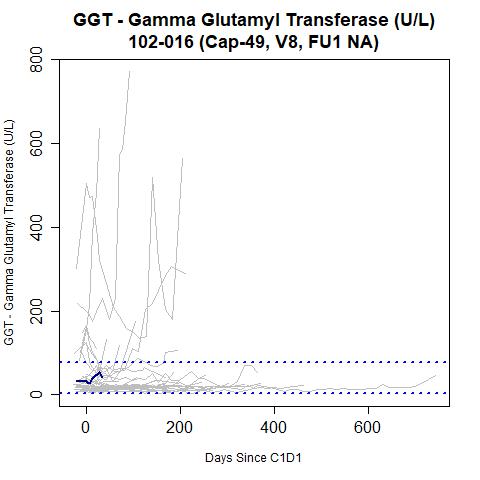 GGT - Gamma Glutamyl Transferase (U/L)
102-016 (Cap-49, V8, FU1 NA)
GGT - Gamma Glutamyl Transferase (U/L)
800
600
400
200
0
0 200 400 600
Days Since C1D1